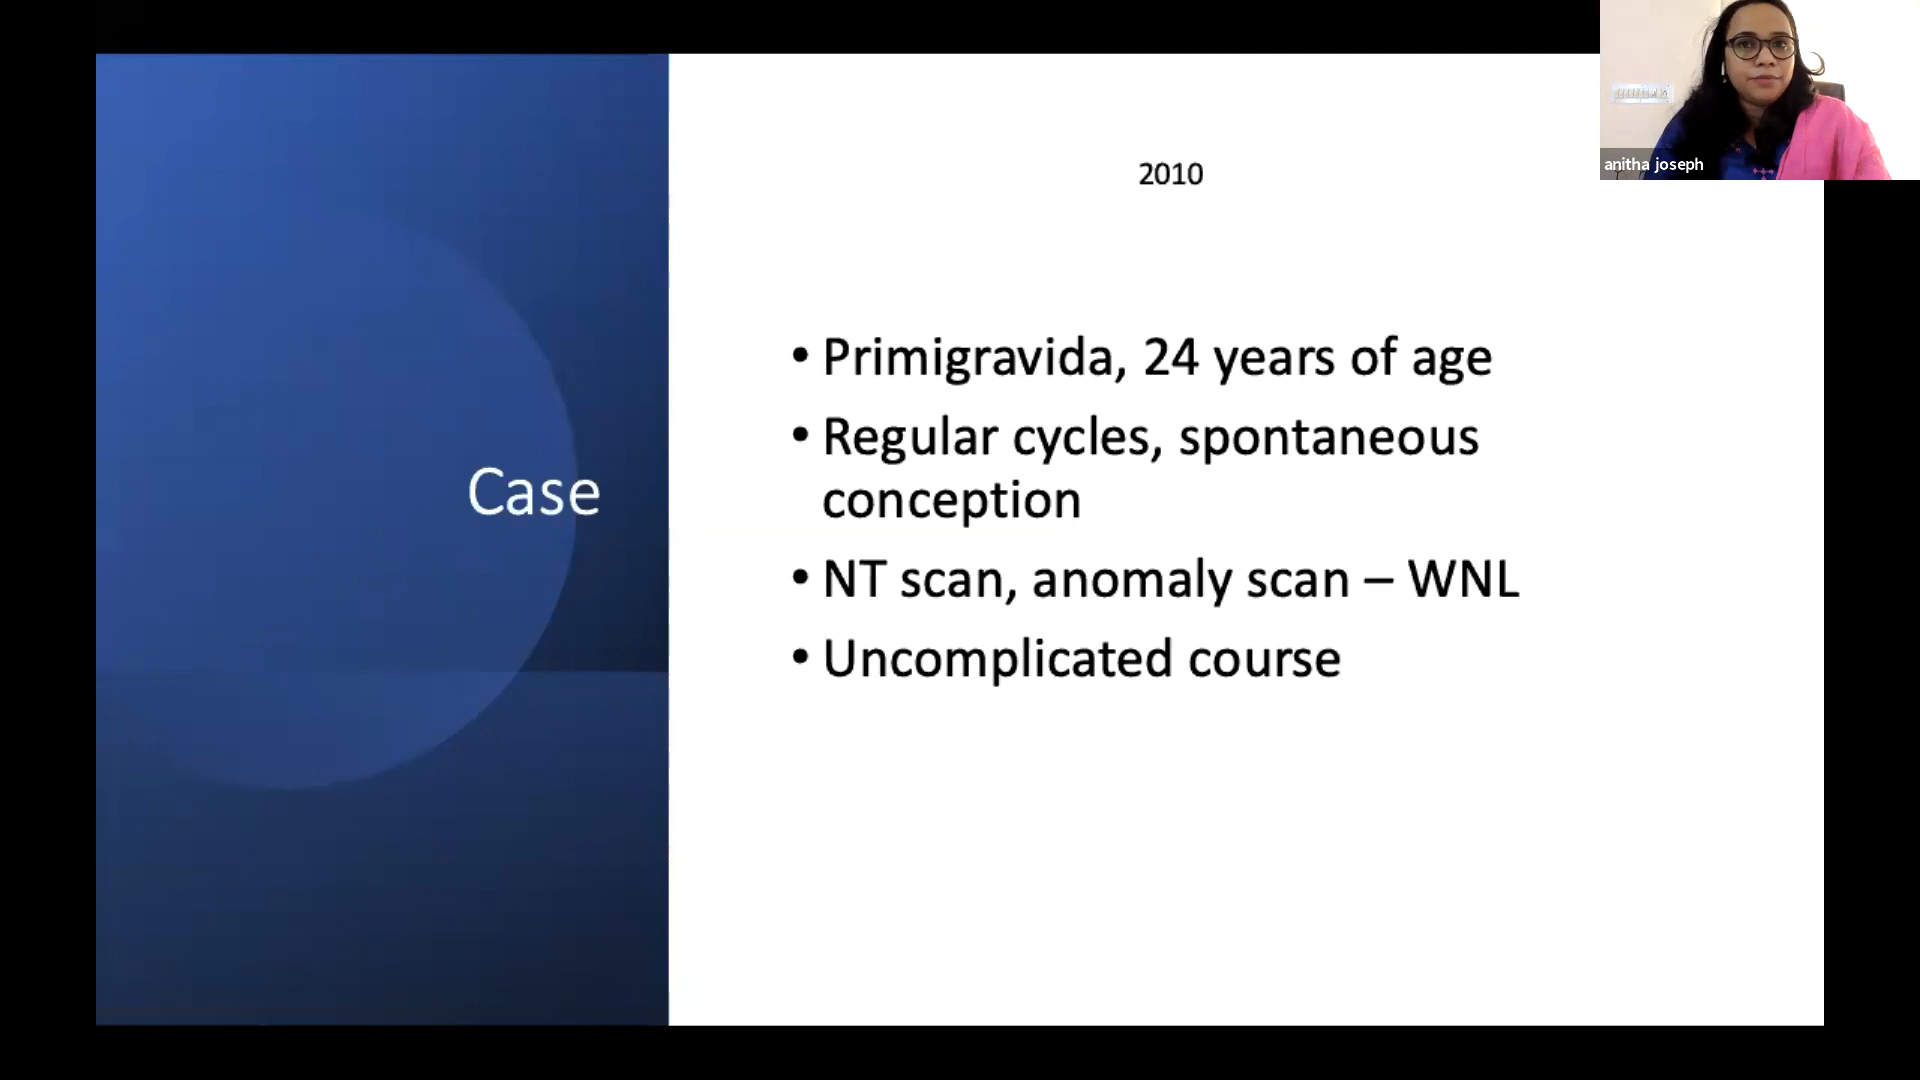 anitha joseph
2010
Case
• Primigravida, 24 years of age
• Regular cycles, spontaneous
conception
• NT scan, anomaly scan – WNL
• Uncomplicated course